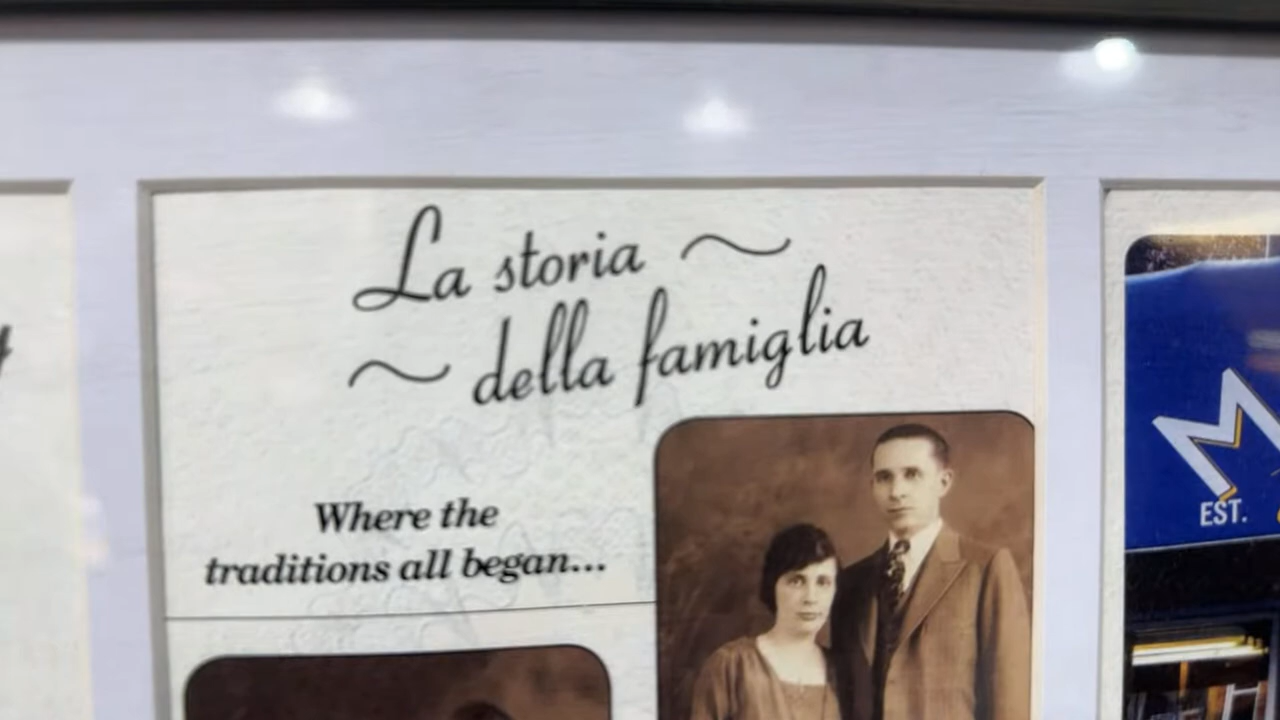 La storia
della famiglia
Where the
traditions all began...
M
EST.